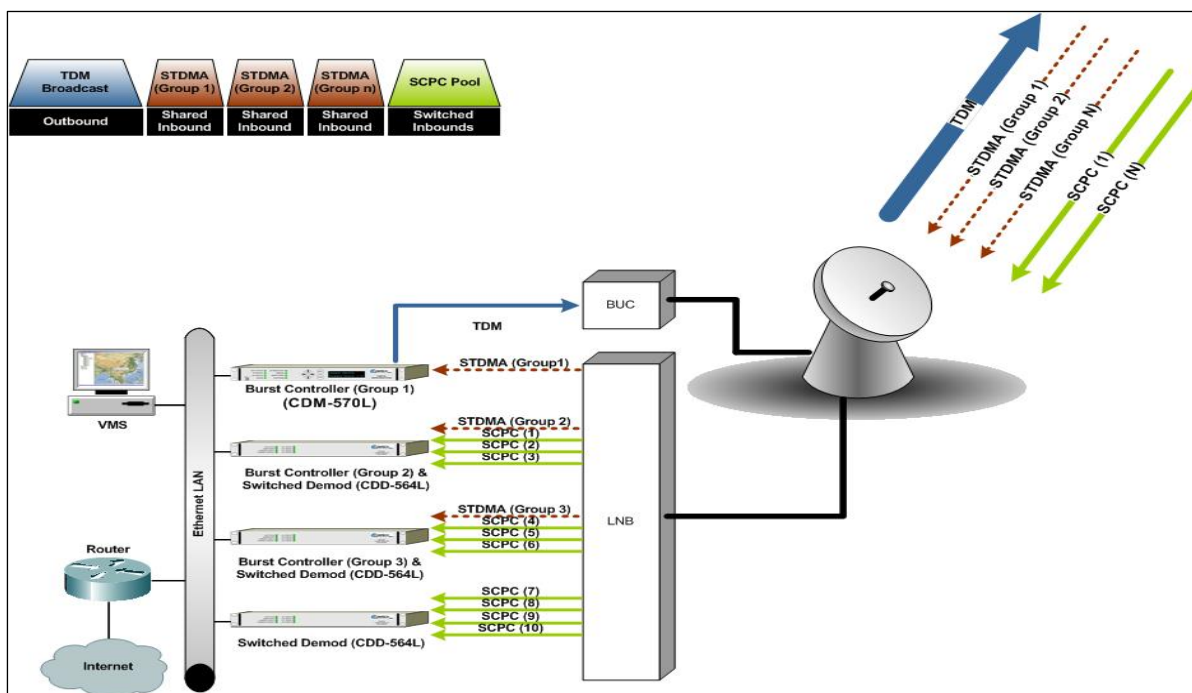 TDM
Broadcast
STDMA
(Group 1)
STDMA
(Group 2)
STDMA
(Group n)
SCPC Pool
Outbound
Shared
Inbound
Shared
Inbound
Shared
Inbound
Switched
Inbounds
TDM
STDMA (Group 1)
STDMA (Group 2)
STDMA (Group N)
SCPC (1)
SCPC (N)
BUC
TDM
STDMA (Group1)
Burst Controller (Group 1)
(CDM-570L)
VMS
STDMA (Group 2)
SCPC (1)
SCPC (2)
SCPC (3)
Burst Controller (Group 2) &
Switched Demod (CDD-564L)
Ethernet LAN
LNB
STDMA (Group 3)
SCPC (4)
SCPC (5)
SCPC (6)
Router
Burst Controller (Group 3) &
Switched Demod (CDD-564L)
SCPC (7)
SCPC (8)
SCPC (9)
SCPC (10)
Switched Demod (CDD-564L)
Internet